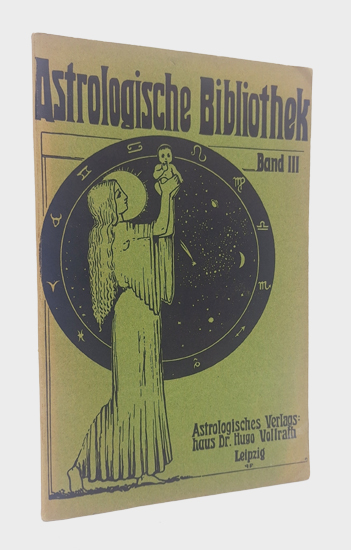 Astrologische Bibliothek
Band III
Astrologisches Verlags-
haus Dr. Hugo Vollrath
Leipzig